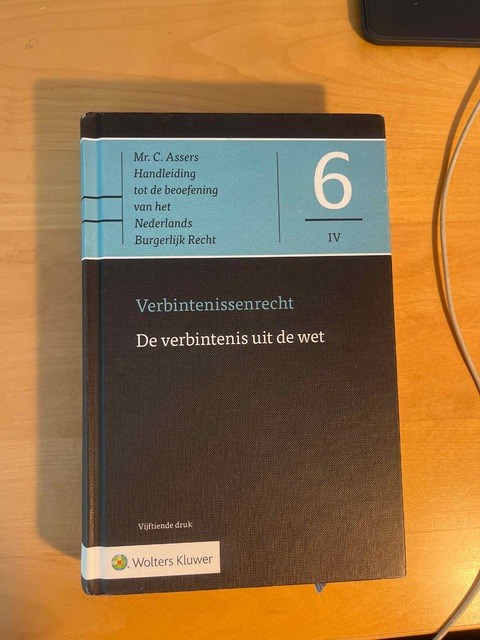 Mr. C. Assers
Handleiding
tot de beoefening
van het
Nederlands
Burgerlijk Recht
6
IV
Verbintenissenrecht
De verbintenis uit de wet
Vijftiende druk
Wolters Kluwer